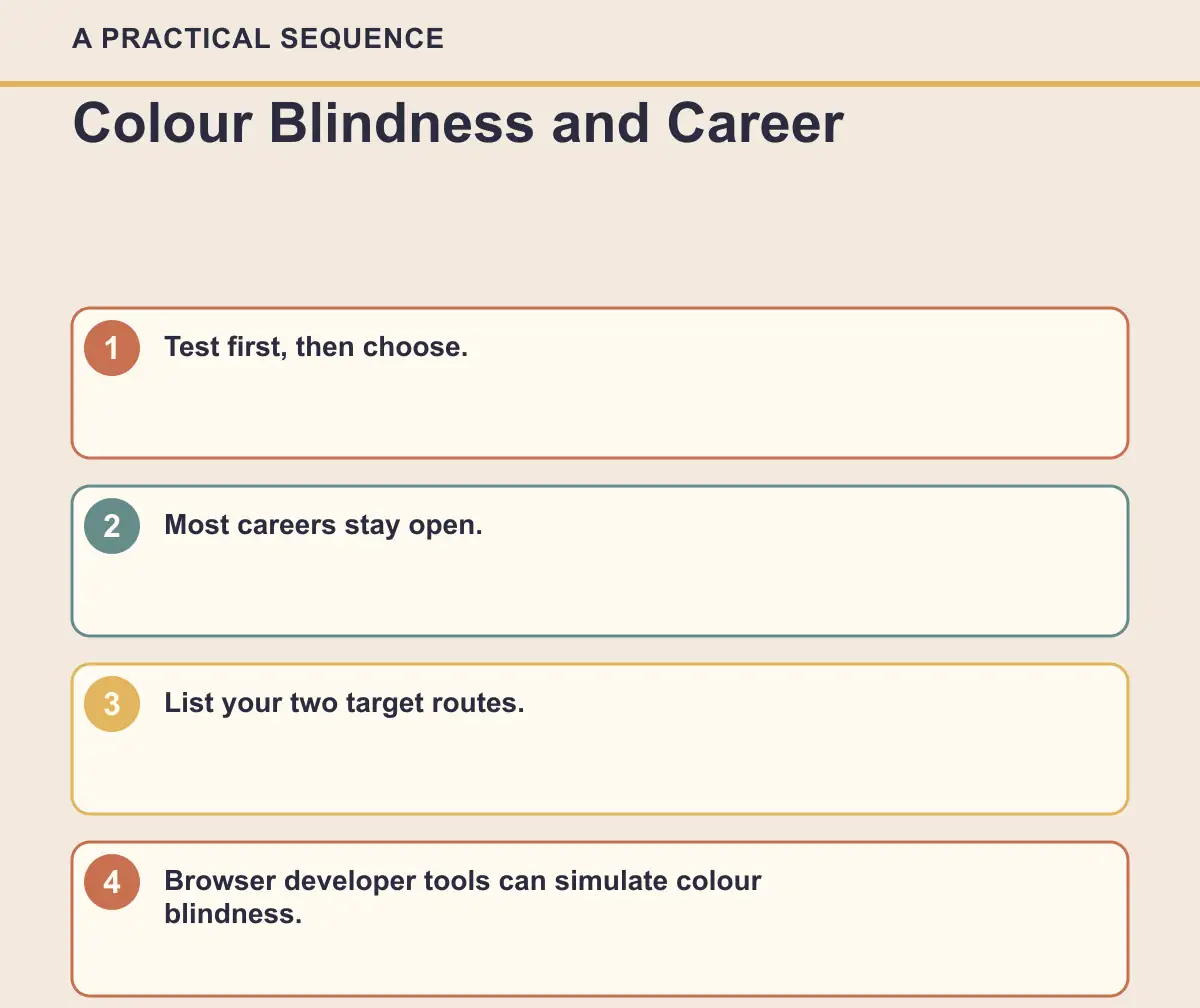 A PRACTICAL SEQUENCE
Colour Blindness and Career
1
Test first, then choose.
2
Most careers stay open.
3
List your two target routes.
4
Browser developer tools can simulate colour
blindness.